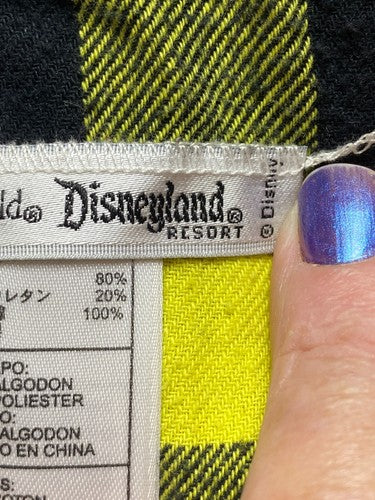 ld® Disneyland®
RESORT
© Disney
80%
レタン 20%
100%
PO:
ALGODON
POLIESTER
O:
ALGODON
O EN CHINA
S: